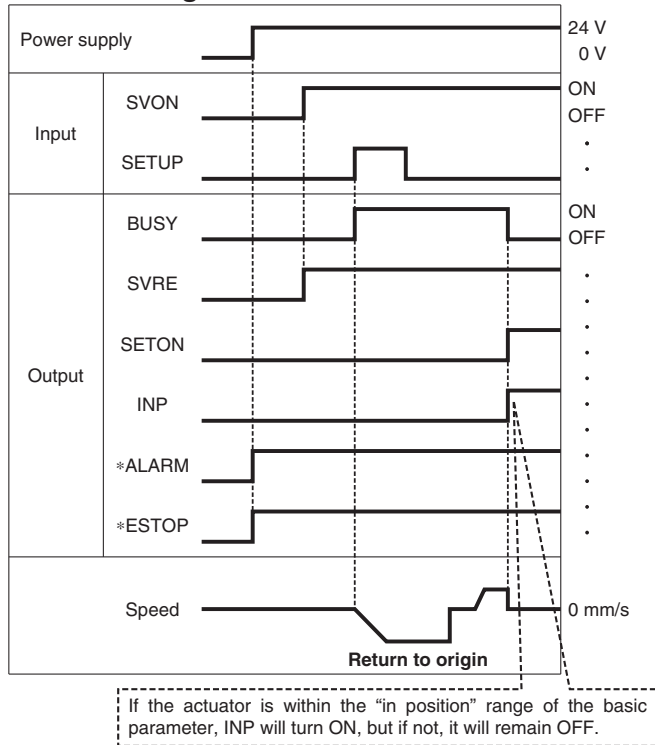 Power supply
24 V
0 V
Input
SVON
ON
OFF
SETUP
Output
BUSY
ON
OFF
SVRE
SETON
INP
*ALARM
*ESTOP
Speed
0 mm/s
Return to origin
If the actuator is within the “in position” range of the basic
parameter, INP will turn ON, but if not, it will remain OFF.